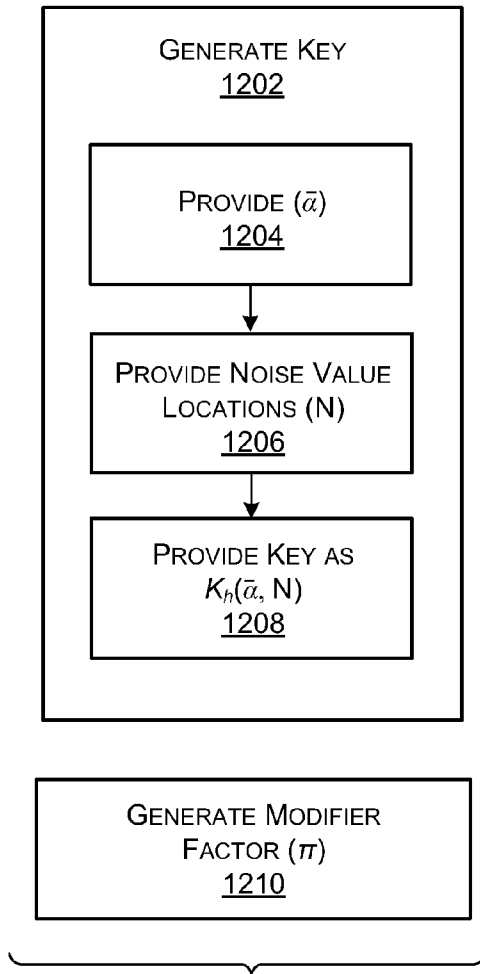 GENERATE KEY
1202
PROVIDE (ᾱ)
1204
PROVIDE NOISE VALUE
LOCATIONS (N)
1206
PROVIDE KEY AS
Kh(ᾱ, N)
1208
GENERATE MODIFIER
FACTOR (π)
1210